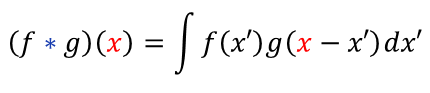 (f * g)(x) = ∫ f(x')g(x − x')dx'